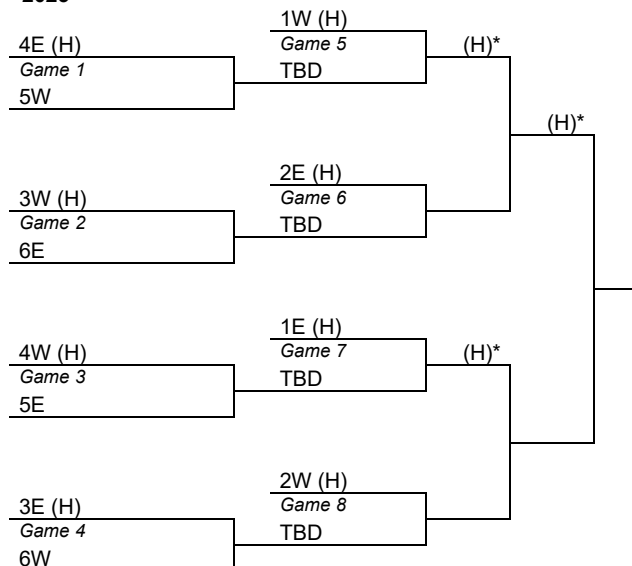 4E (H)
Game 1
5W
3W (H)
Game 2
6E
4W (H)
Game 3
5E
3E (H)
Game 4
6W
1W (H)
Game 5
TBD
2E (H)
Game 6
TBD
1E (H)
Game 7
TBD
2W (H)
Game 8
TBD
(H)*
(H)*
(H)*